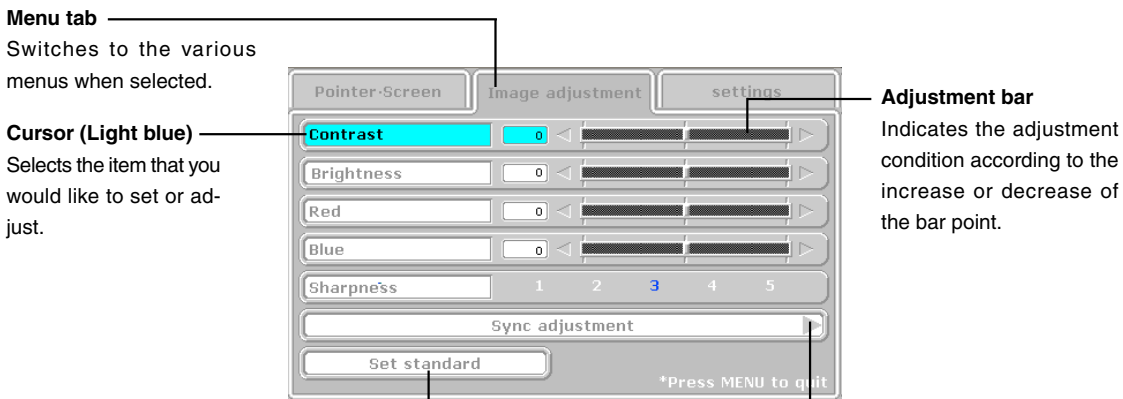 Menu tab
Switches to the various
menus when selected.
Cursor (Light blue)
Selects the item that you
would like to set or ad-
just.
Pointer·Screen
Image adjustment
settings
Contrast 0
Brightness 0
Red 0
Blue 0
Sharpness 1 2 3 4 5
Sync adjustment
Set standard
*Press MENU to quit
Adjustment bar
Indicates the adjustment
condition according to the
increase or decrease of
the bar point.